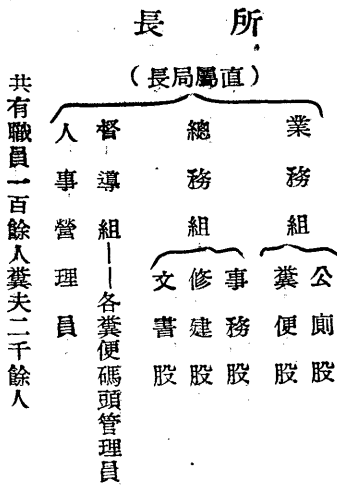 所長
(直屬局長)
業務組
公廁股
糞便股
總務組
事務股
修建股
文書股
督導組——各糞便碼頭管理員
人事管理員
共有職員一百餘人糞夫二千餘人